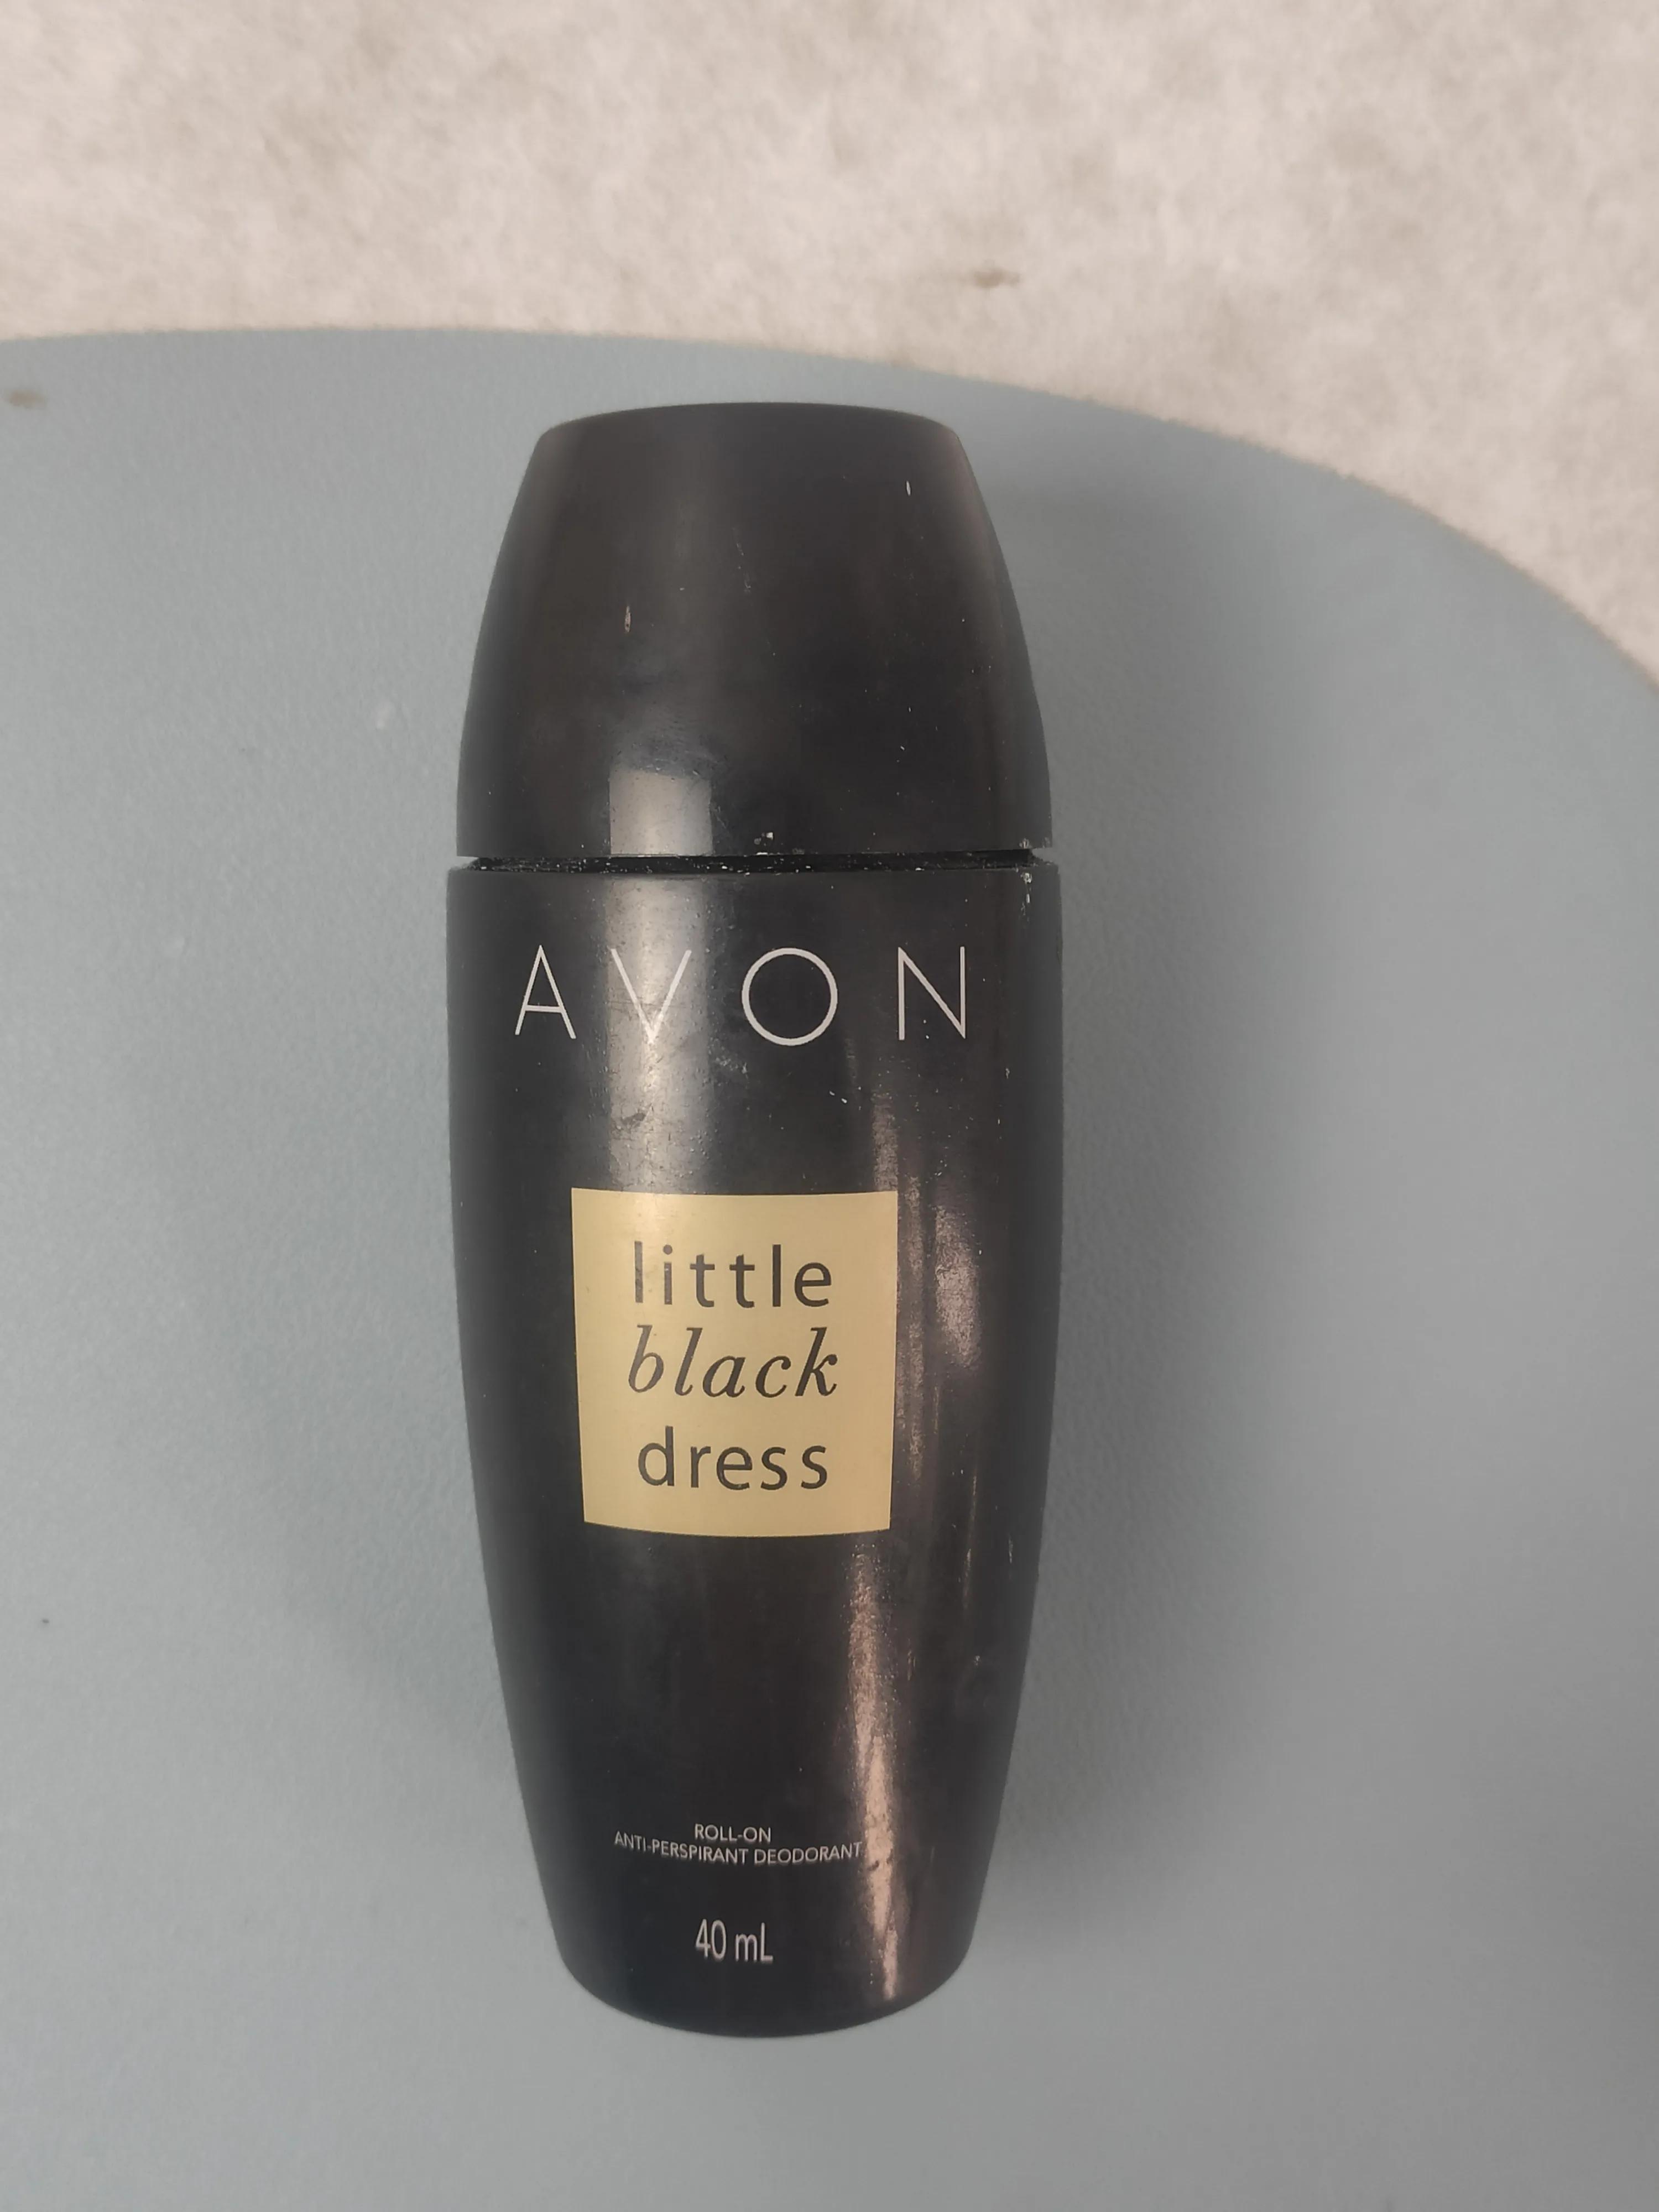 AVON
little
black
dress
ROLL-ON
ANTI-PERSPIRANT DEODORANT
40 mL